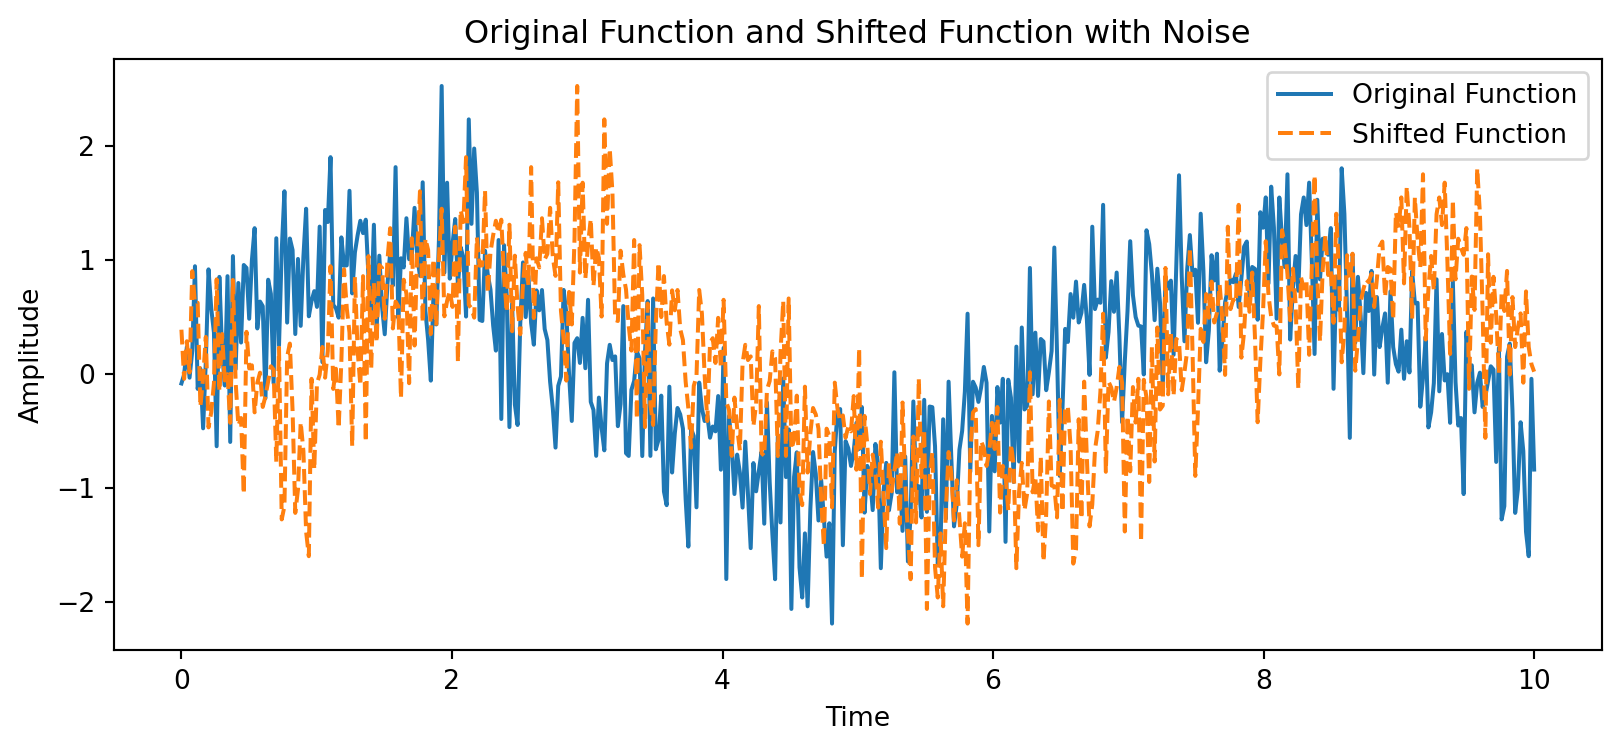 Original Function and Shifted Function with Noise
Original Function
Shifted Function
Amplitude
2
1
0
−1
−2
0 2 4 6 8 10
Time